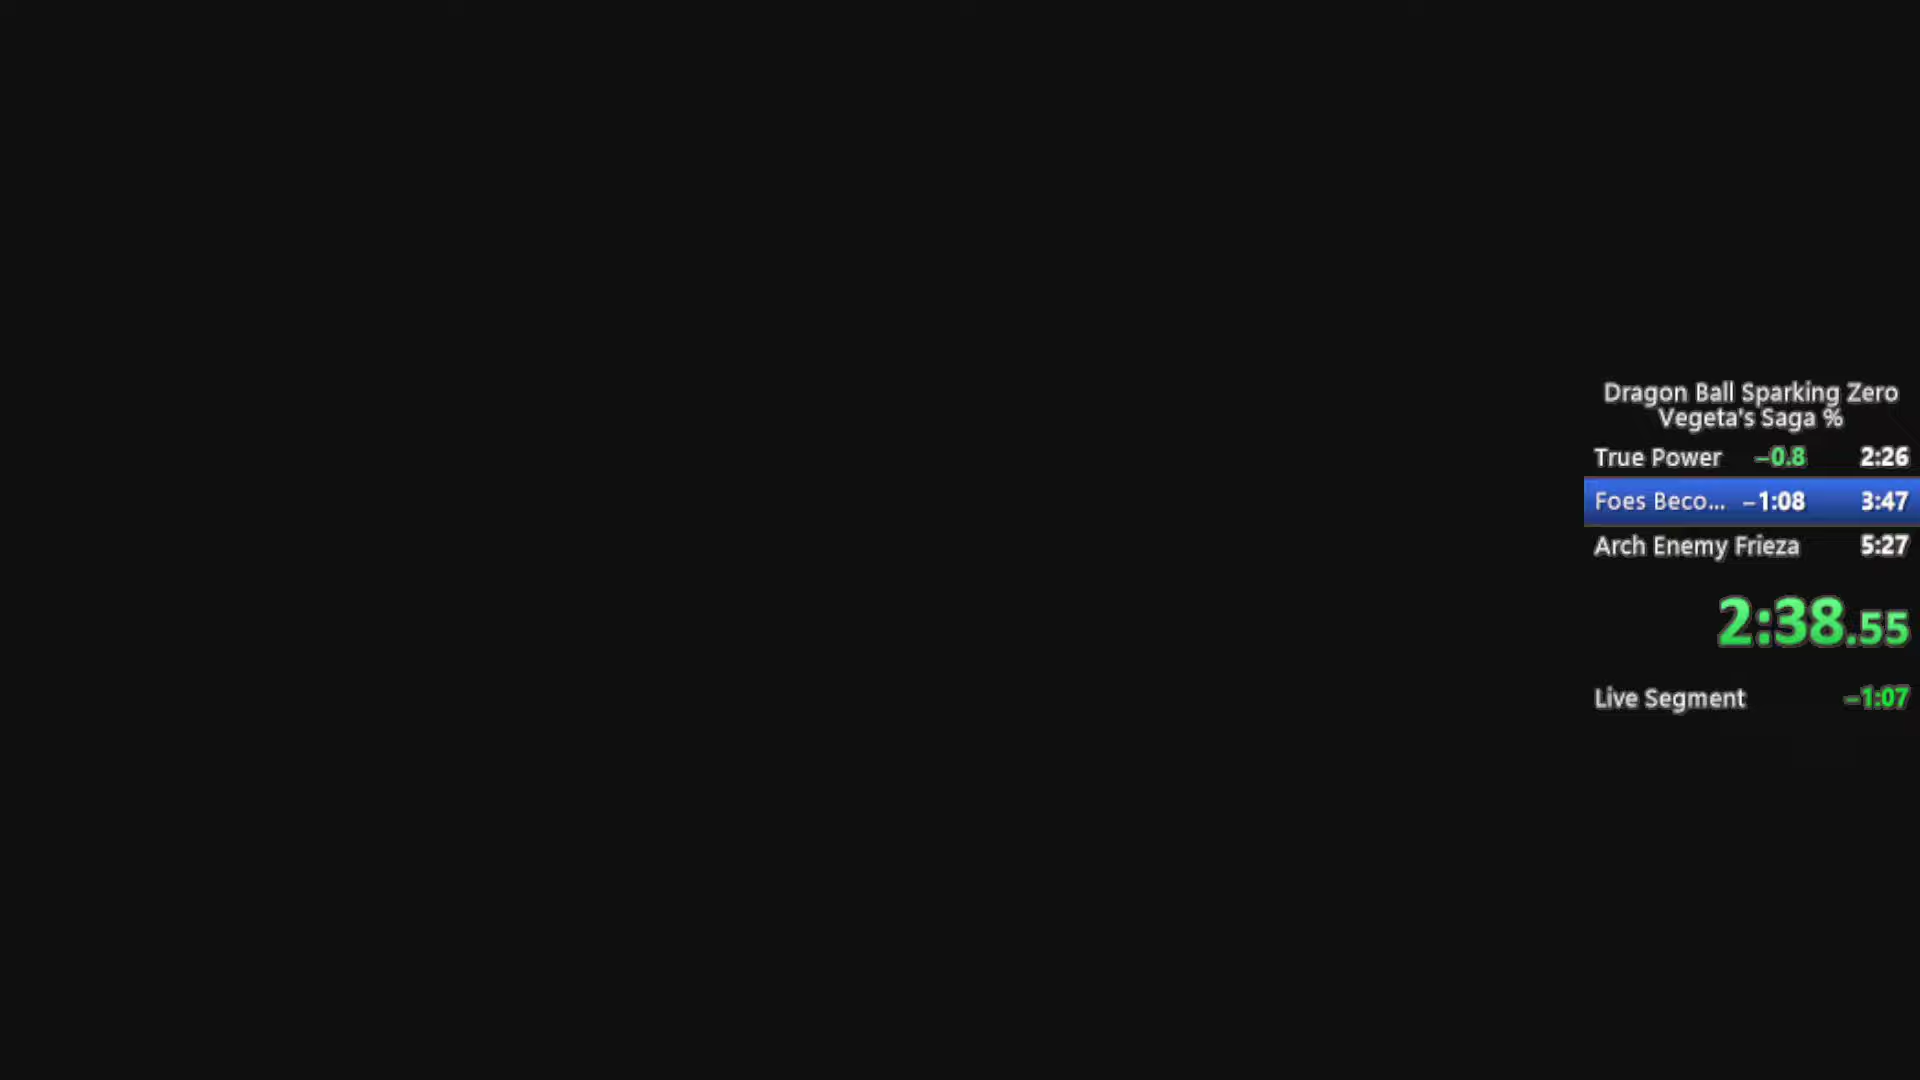 Dragon Ball Sparking Zero
Vegeta's Saga %
True Power −0.8 2:26
Foes Beco... −1:08 3:47
Arch Enemy Frieza 5:27
2:38.55
Live Segment −1:07